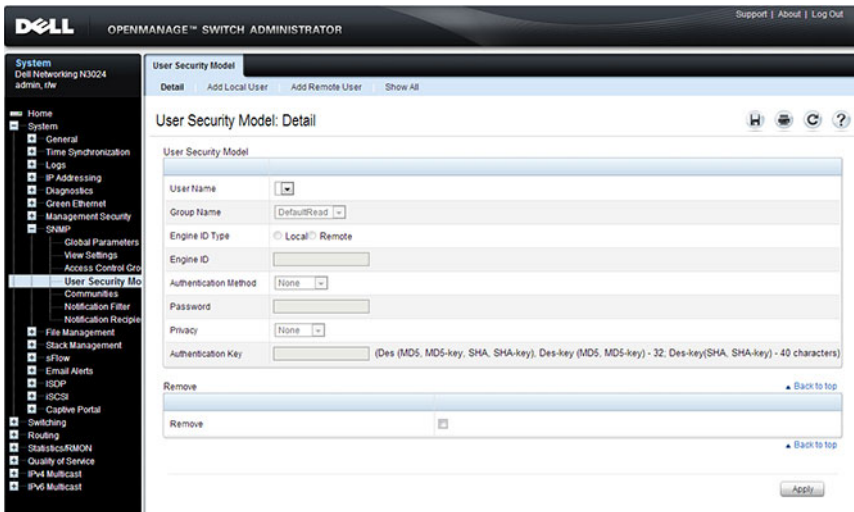 Support | About | Log Out
DELL OPENMANAGE™ SWITCH ADMINISTRATOR
System
Dell Networking N3024
admin, r/w
Home
System
General
Time Synchronization
Logs
IP Addressing
Diagnostics
Green Ethernet
Management Security
SNMP
Global Parameters
View Settings
Access Control Gro
User Security Mo
Communities
Notification Filter
Notification Recipie
File Management
Stack Management
sFlow
Email Alerts
ISDP
iSCSI
Captive Portal
Switching
Routing
Statistics/RMON
Quality of Service
IPv4 Multicast
IPv6 Multicast
User Security Model
Detail Add Local User Add Remote User Show All
User Security Model: Detail
User Security Model
User Name
Group Name DefaultRead
Engine ID Type Local Remote
Engine ID
Authentication Method None
Password
Privacy None
Authentication Key (Des (MD5, MD5-key, SHA, SHA-key), Des-key (MD5, MD5-key) - 32; Des-key(SHA, SHA-key) - 40 characters)
Remove Back to top
Remove
Back to top
Apply